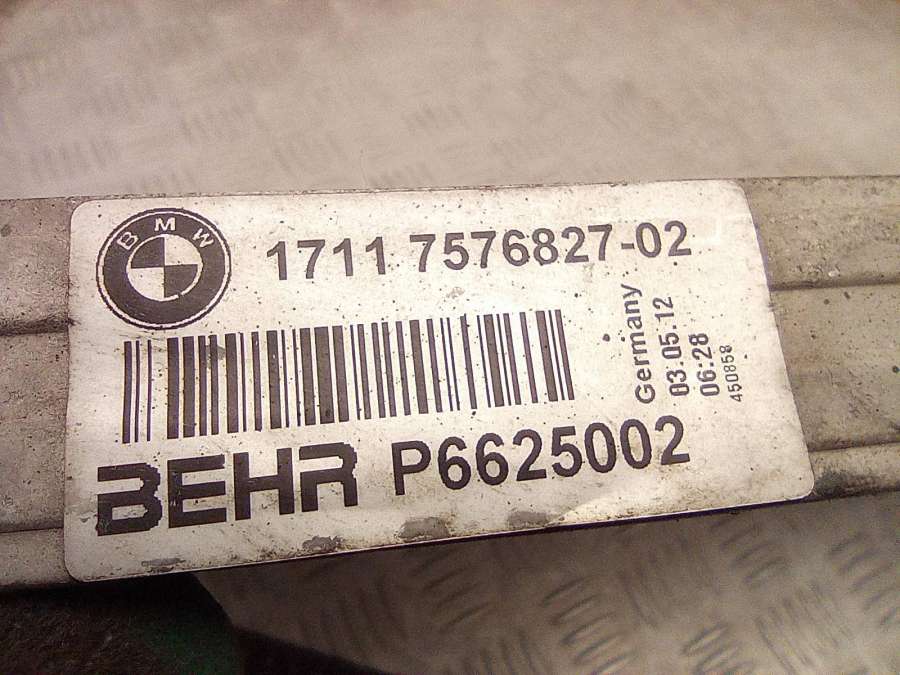 BMW
1711 7576827-02
Germany
03.05.12
06:28
450858
BEHR P6625002